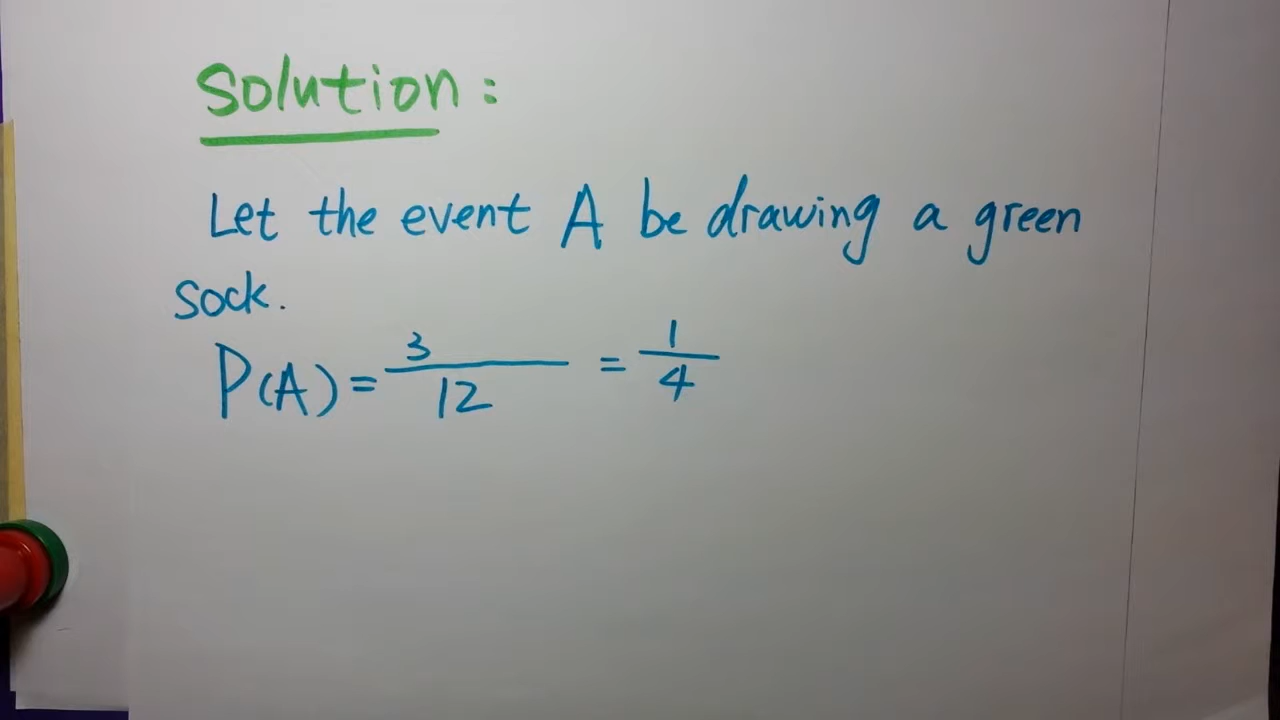 Solution:
Let the event A be drawing a green
sock.
P(A) = 3/12 = 1/4